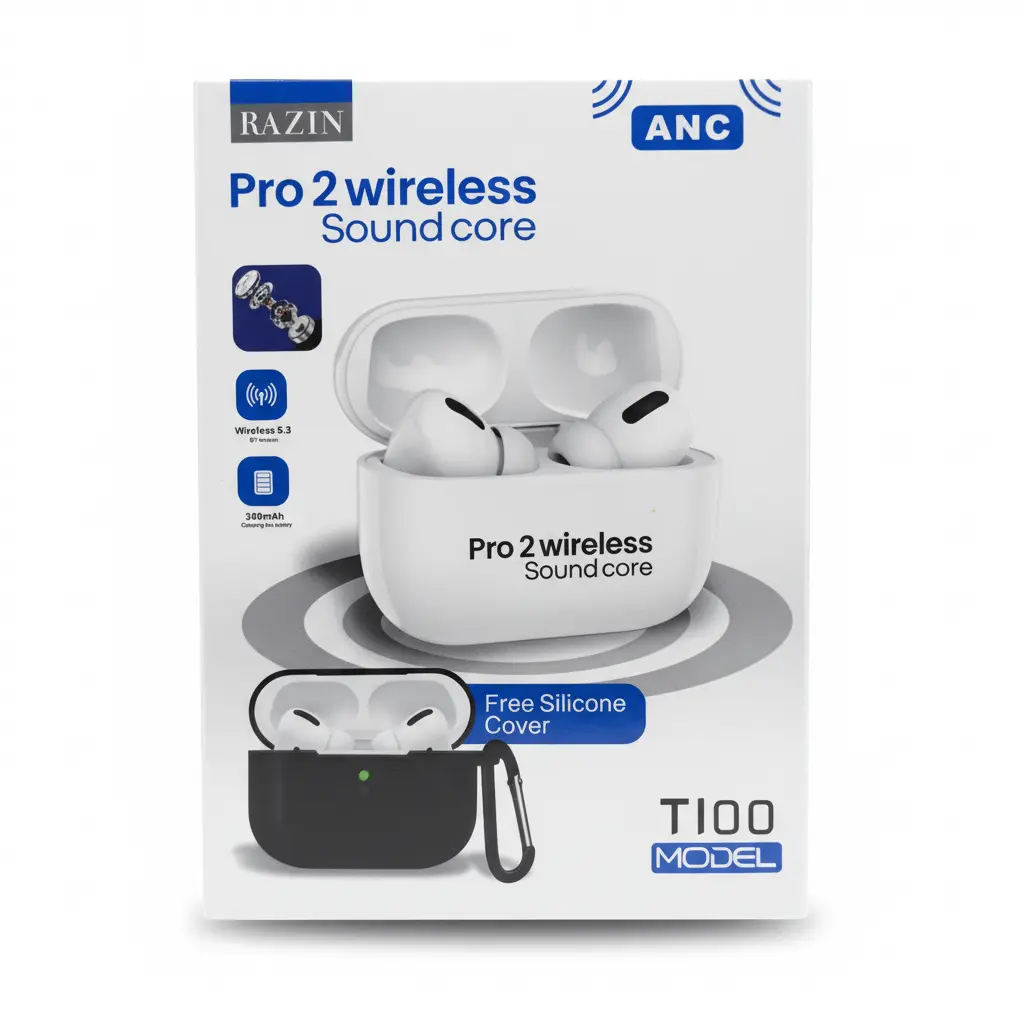 RAZIN
ANC
Pro 2 wireless
Sound core
Wireless 5.3
300mAh
Pro 2 wireless
Sound core
Free Silicone
Cover
T100
MODEL